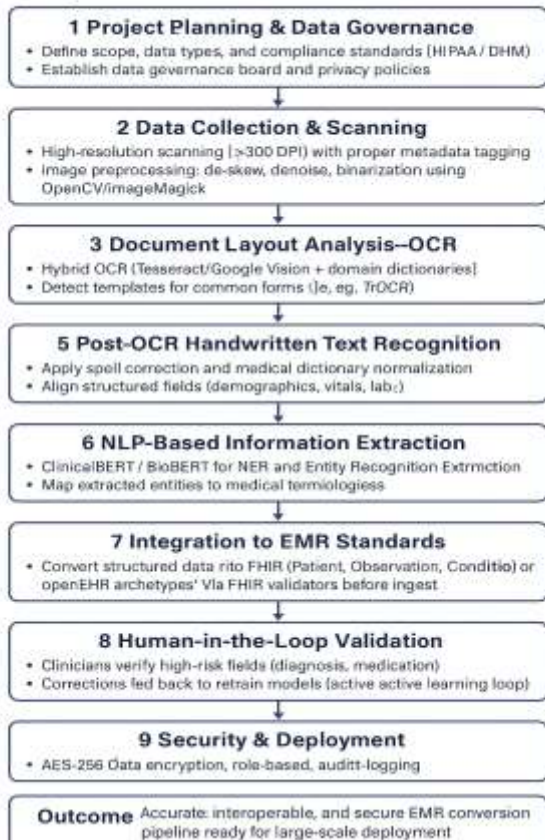 1 Project Planning & Data Governance
• Define scope, data types, and compliance standards (HIPAA / DHM)
• Establish data governance board and privacy policies
2 Data Collection & Scanning
• High-resolution scanning (>300 DPI) with proper metadata tagging
• Image preprocessing: de-skew, denoise, binarization using
OpenCV/imageMagick
3 Document Layout Analysis--OCR
• Hybrid OCR (Tesseract/Google Vision + domain dictionaries]
• Detect templates for common forms (]e, eg, TrOCR)
5 Post-OCR Handwritten Text Recognition
• Apply spell correction and medical dictionary normalization
• Align structured fields (demographics, vitals, lab;)
6 NLP-Based Information Extraction
• ClinicalBERT / BioBERT for NER and Entity Recognition Extrmction
• Map extracted entities to medical termiologiess
7 Integration to EMR Standards
• Convert structured data rito FHIR (Patient, Observation, Conditio) or
openEHR archetypes' Via FHIR validators before ingest
8 Human-in-the-Loop Validation
• Clinicians verify high-risk fields (diagnosis, medication)
• Corrections fed back to retrain models (active active learning loop)
9 Security & Deployment
• AES-256 Data encryption, role-based, auditt-logging
Outcome Accurate: interoperable, and secure EMR conversion
pipeline ready for large-scale deployment